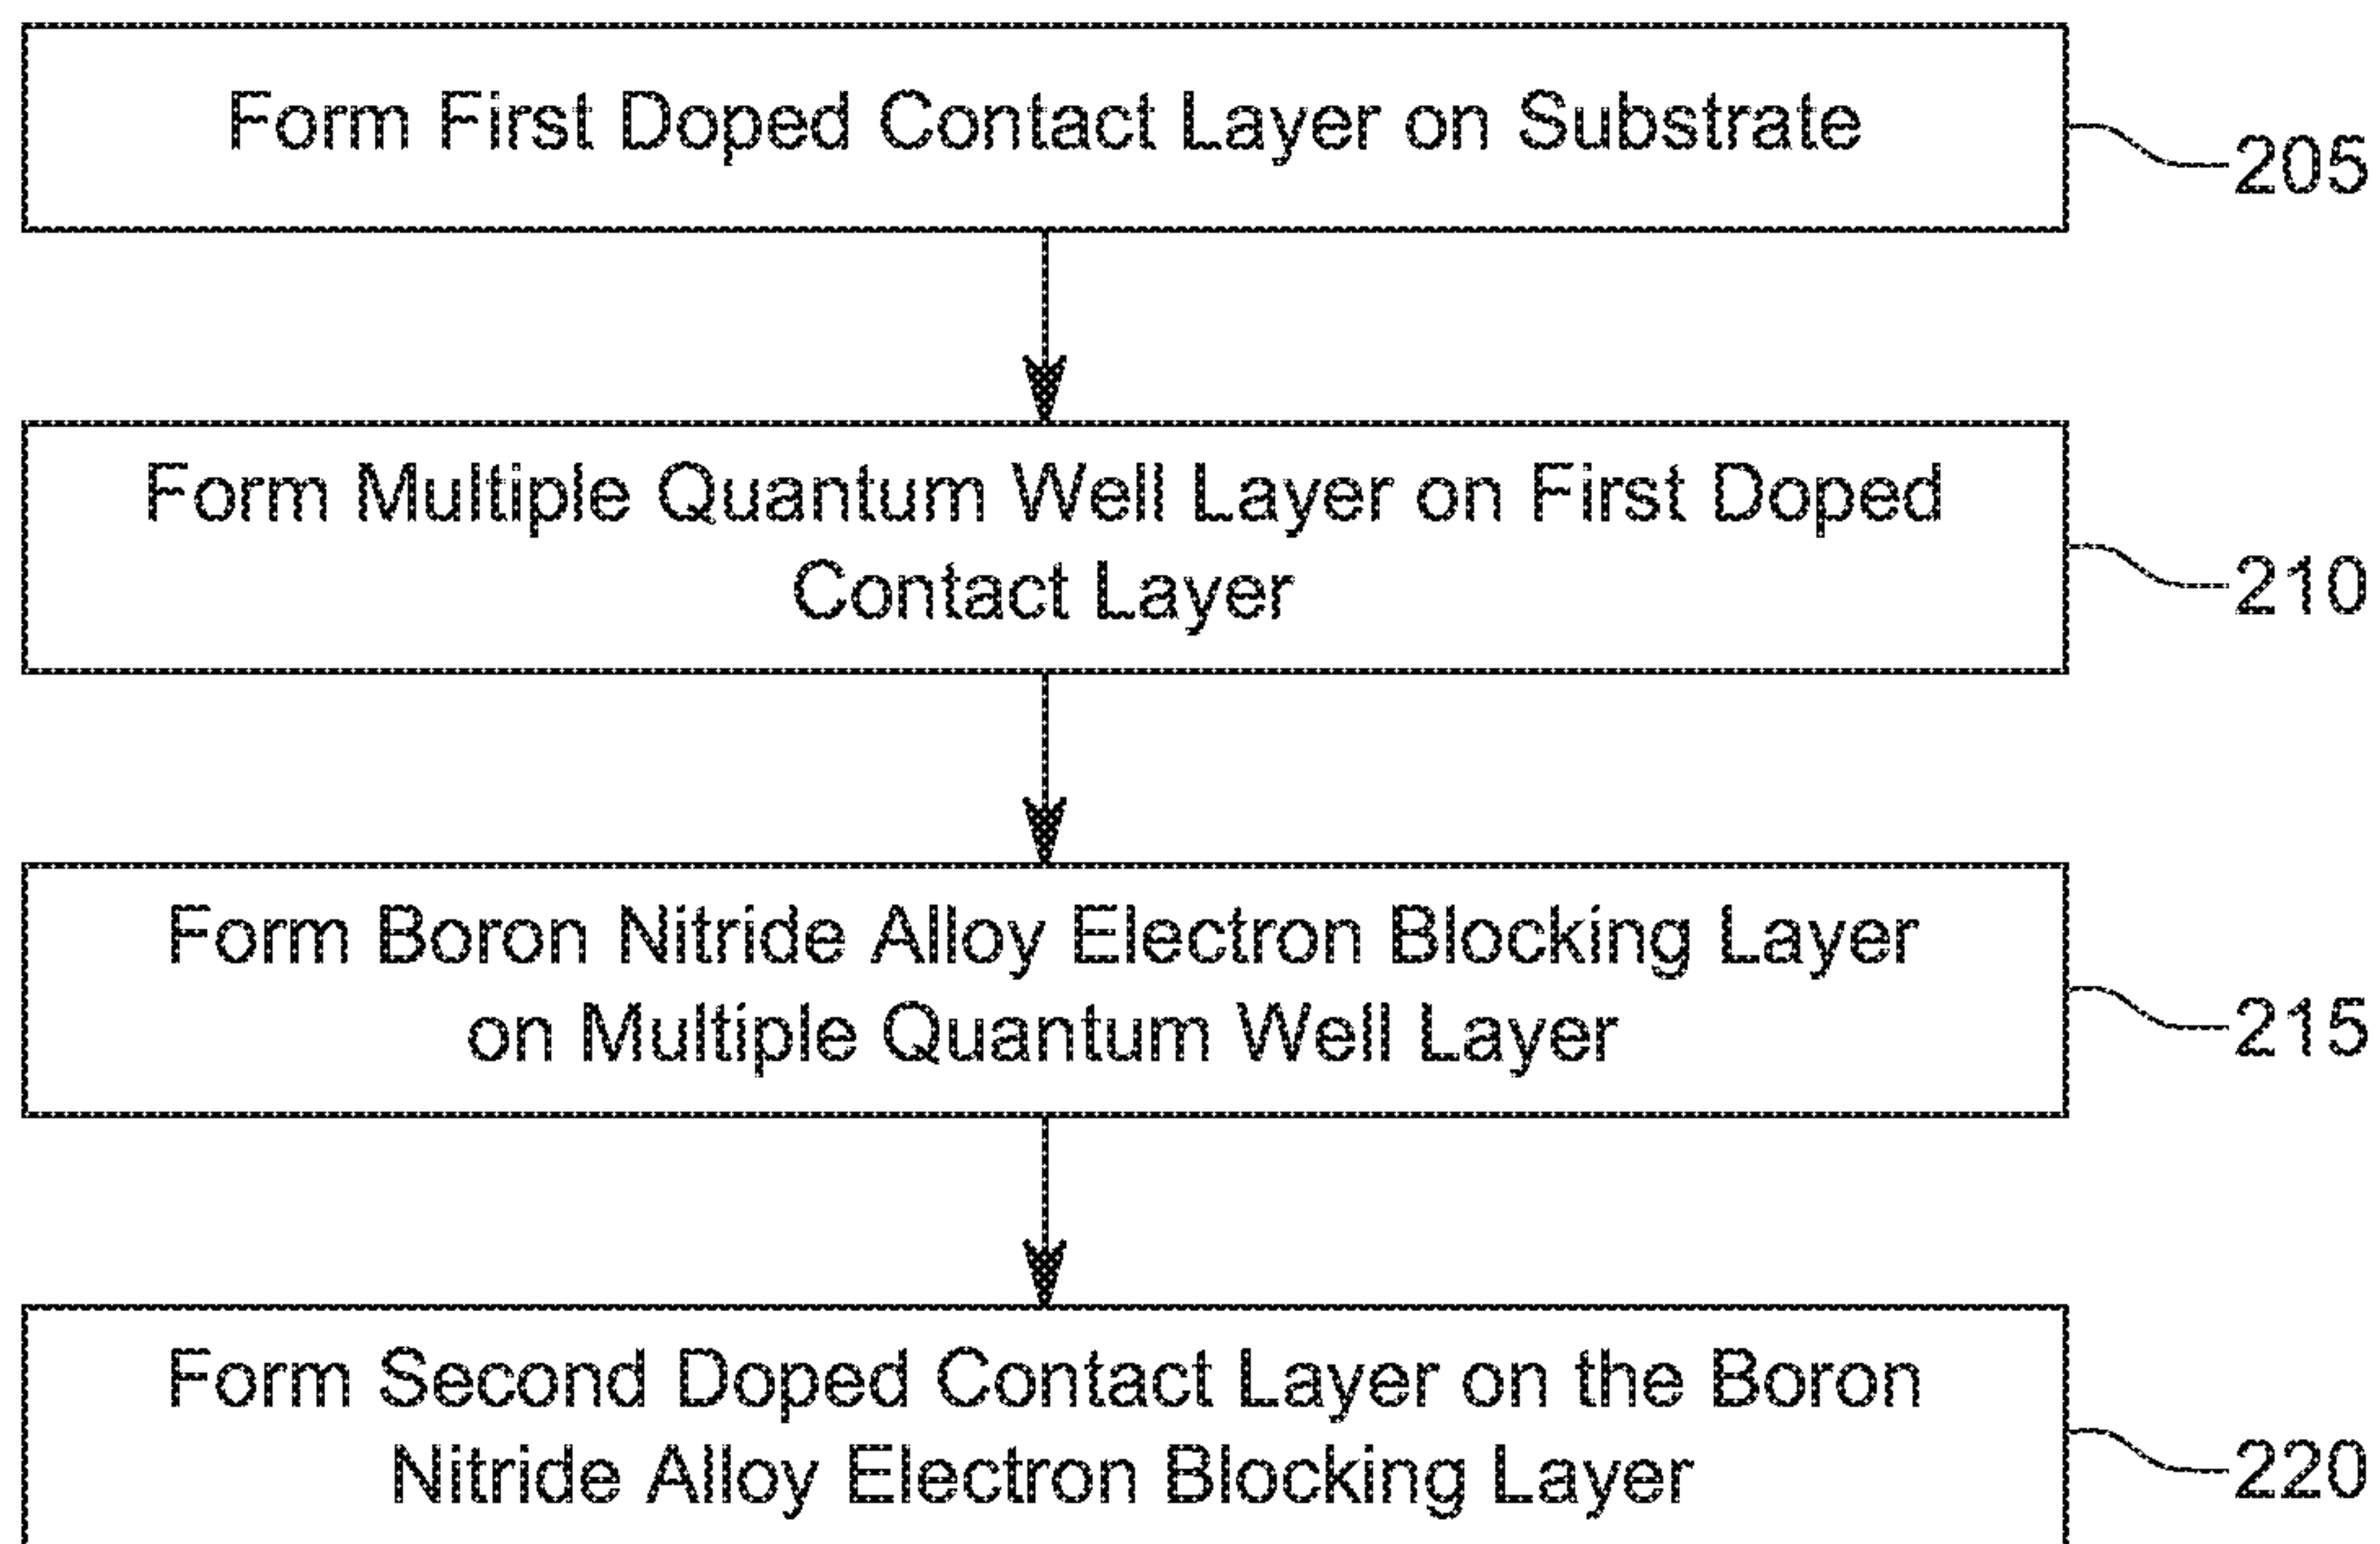 Form First Doped Contact Layer on Substrate
205
Form Multiple Quantum Well Layer on First Doped
Contact Layer
210
Form Boron Nitride Alloy Electron Blocking Layer
on Multiple Quantum Well Layer
215
Form Second Doped Contact Layer on the Boron
Nitride Alloy Electron Blocking Layer
220